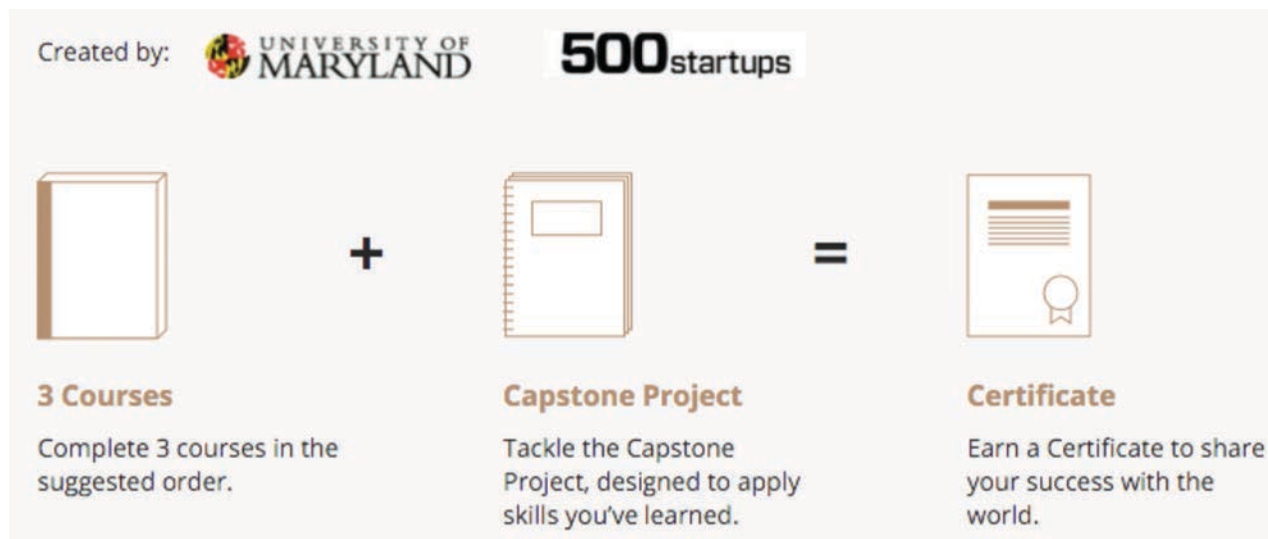 Created by: UNIVERSITY OF MARYLAND 500startups
+ =
3 Courses
Complete 3 courses in the
suggested order.
Capstone Project
Tackle the Capstone
Project, designed to apply
skills you've learned.
Certificate
Earn a Certificate to share
your success with the
world.